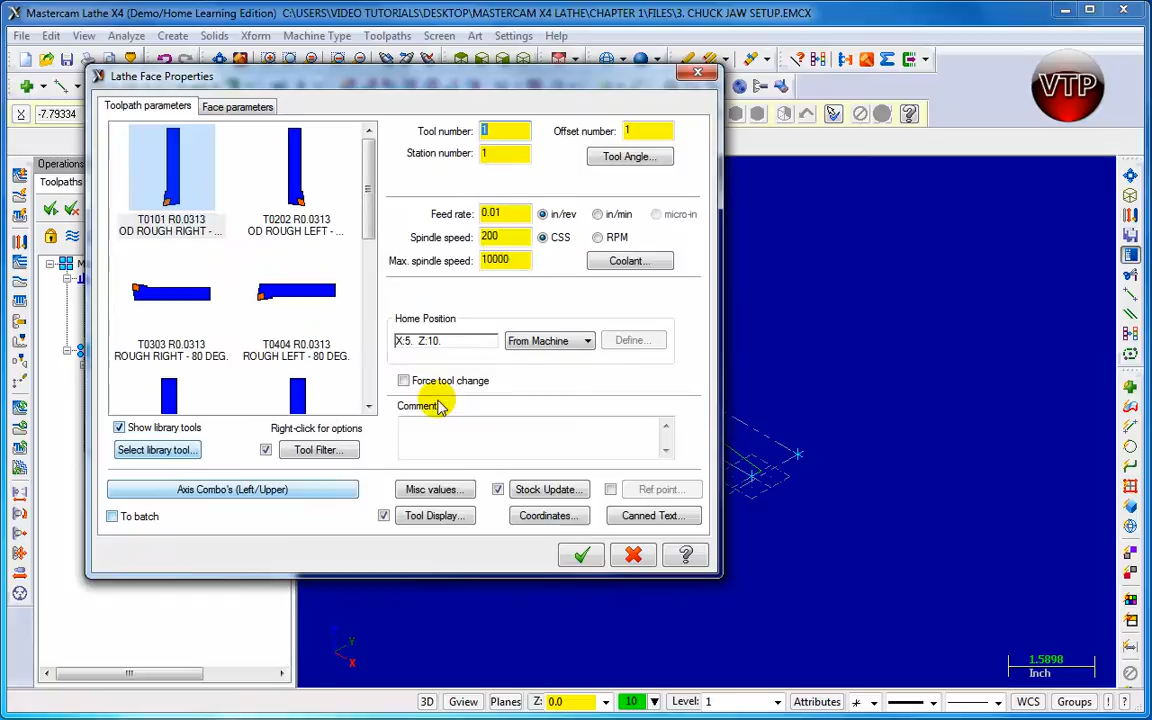 Mastercam Lathe X4 (Demo/Home Learning Edition) C:\USERS\VIDEO TUTORIALS\DESKTOP\MASTERCAM X4 LATHE\CHAPTER 1\FILES\3. CHUCK JAW SETUP.EMCX
File Edit View Analyze Create Solids Xform Machine Type Toolpaths Screen Art Settings Help
Lathe Face Properties
VTP
X -7.79334
Toolpath parameters Face parameters
Operations
Toolpaths
Tool number: 1 Offset number: 1
Station number: 1 Tool Angle...
T0101 R0.0313 T0202 R0.0313
OD ROUGH RIGHT - ... OD ROUGH LEFT - ...
Feed rate: 0.01 in/rev in/min micro-in
Spindle speed: 200 CSS RPM
Max. spindle speed: 10000 Coolant...
Home Position
X:5. Z:10. From Machine Define...
T0303 R0.0313 T0404 R0.0313
ROUGH RIGHT - 80 DEG. ROUGH LEFT - 80 DEG.
Force tool change
Comment
Show library tools Right-click for options
Select library tool... Tool Filter...
Axis Combo's (Left/Upper) Misc values... Stock Update... Ref point...
To batch Tool Display... Coordinates... Canned Text...
Y
X
1.5898
Inch
3D Gview Planes Z: 0.0 10 Level: 1 Attributes WCS Groups ! ?